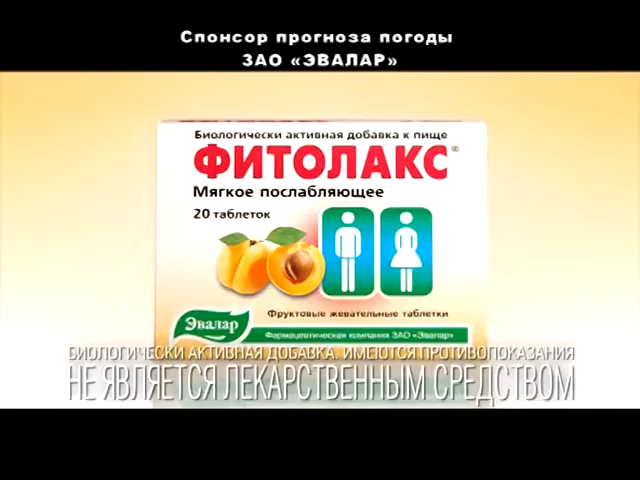 Спонсор прогноза погоды
ЗАО «ЭВАЛАР»
Биологически активная добавка к пище
ФИТОЛАКС®
Мягкое послабляющее
20 таблеток
Фруктовые жевательные таблетки
Эвалар
Фармацевтическая компания ЗАО «Эвалар»
БИОЛОГИЧЕСКИ АКТИВНАЯ ДОБАВКА. ИМЕЮТСЯ ПРОТИВОПОКАЗАНИЯ
НЕ ЯВЛЯЕТСЯ ЛЕКАРСТВЕННЫМ СРЕДСТВОМ